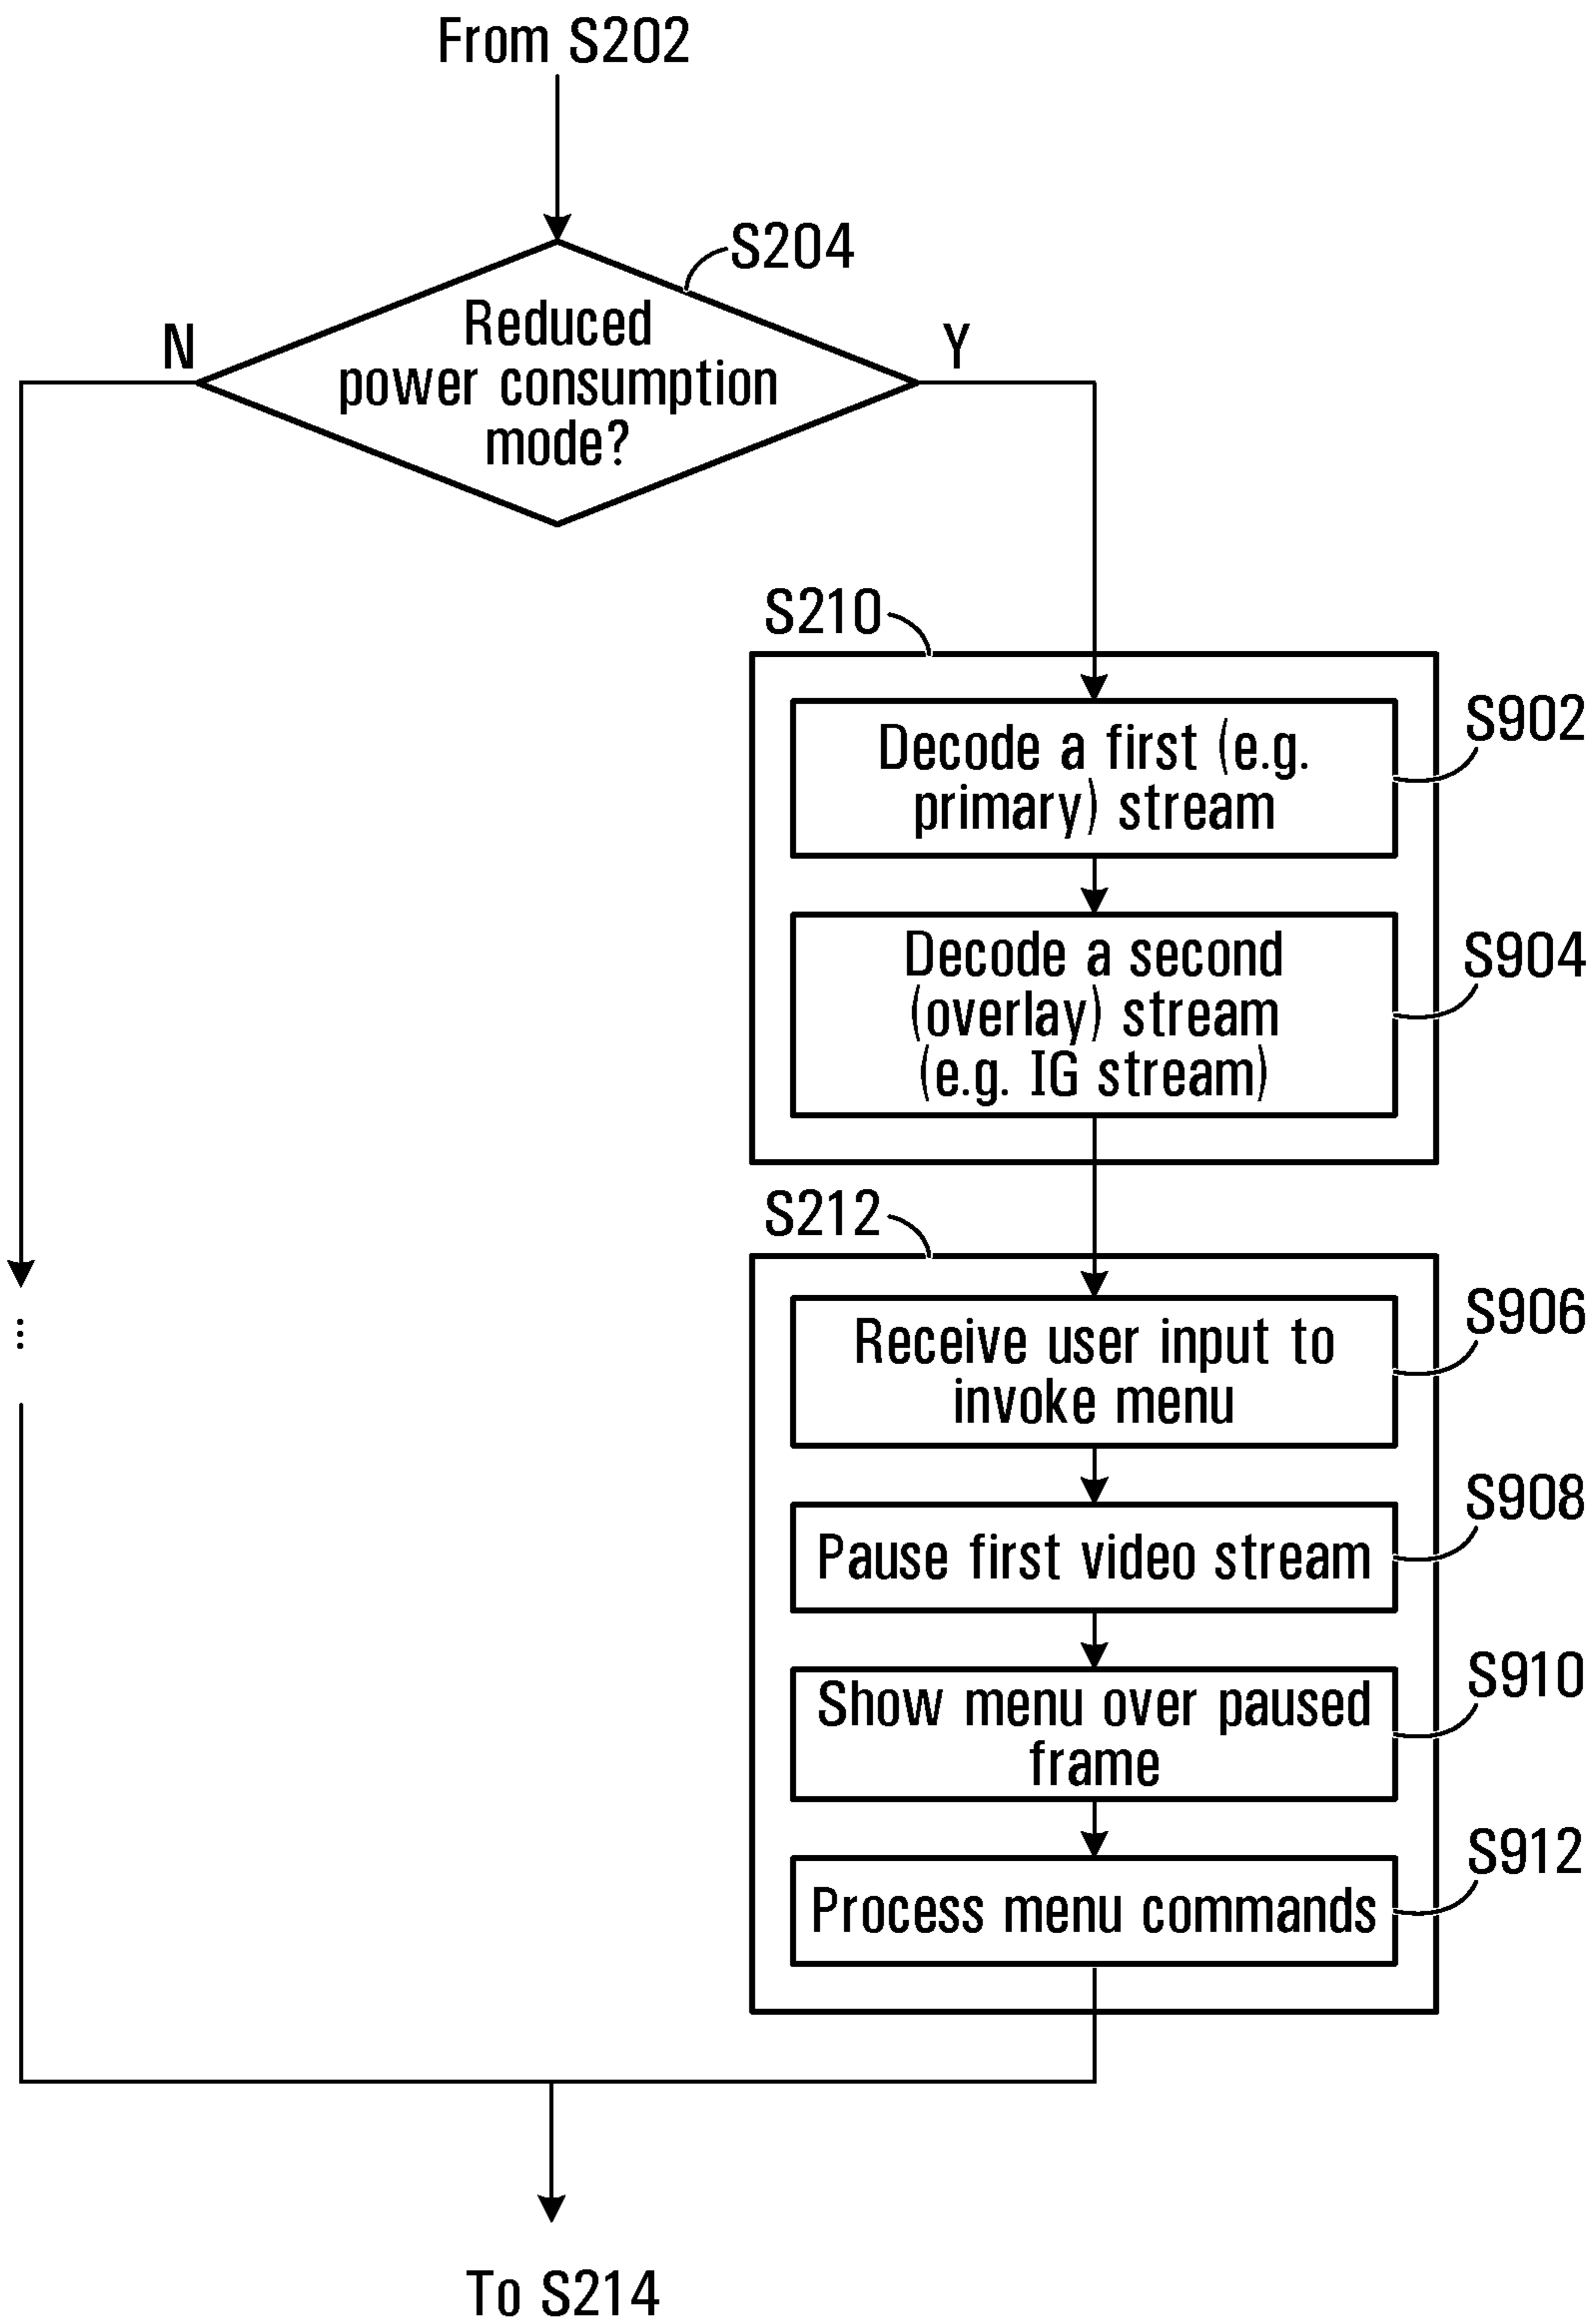 From S202
S204
N
Y
Reduced
power consumption
mode?
S210
S902
Decode a first (e.g.
primary) stream
S904
Decode a second
(overlay) stream
(e.g. IG stream)
S212
S906
Receive user input to
invoke menu
S908
Pause first video stream
S910
Show menu over paused
frame
S912
Process menu commands
To S214